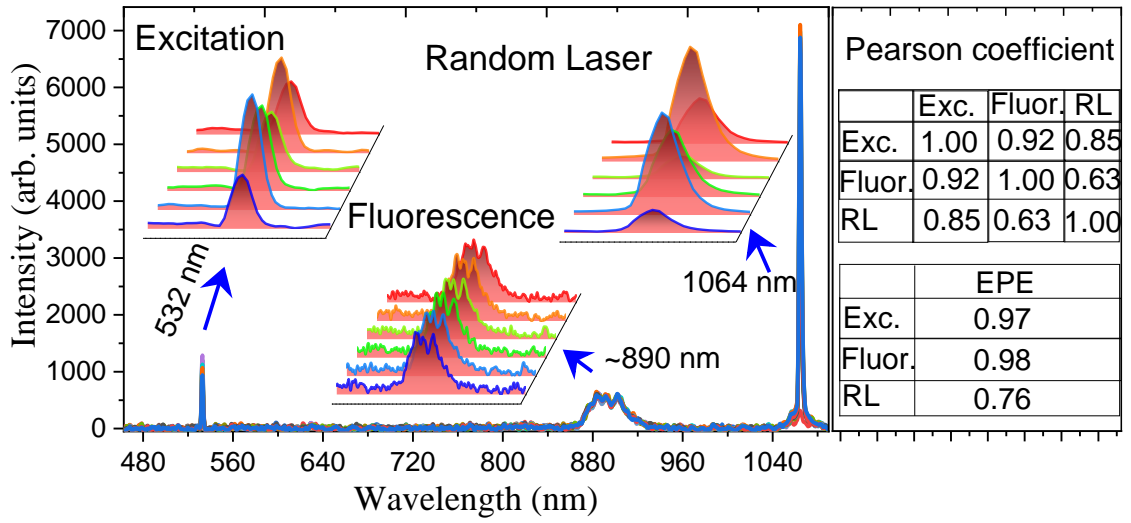 Excitation
Random Laser
Fluorescence
532 nm
~890 nm
1064 nm
Intensity (arb. units)
7000
6000
5000
4000
3000
2000
1000
0
480 560 640 720 800 880 960 1040
Wavelength (nm)
Pearson coefficient
Exc. Fluor. RL
Exc. 1.00 0.92 0.85
Fluor. 0.92 1.00 0.63
RL 0.85 0.63 1.00
EPE
Exc. 0.97
Fluor. 0.98
RL 0.76